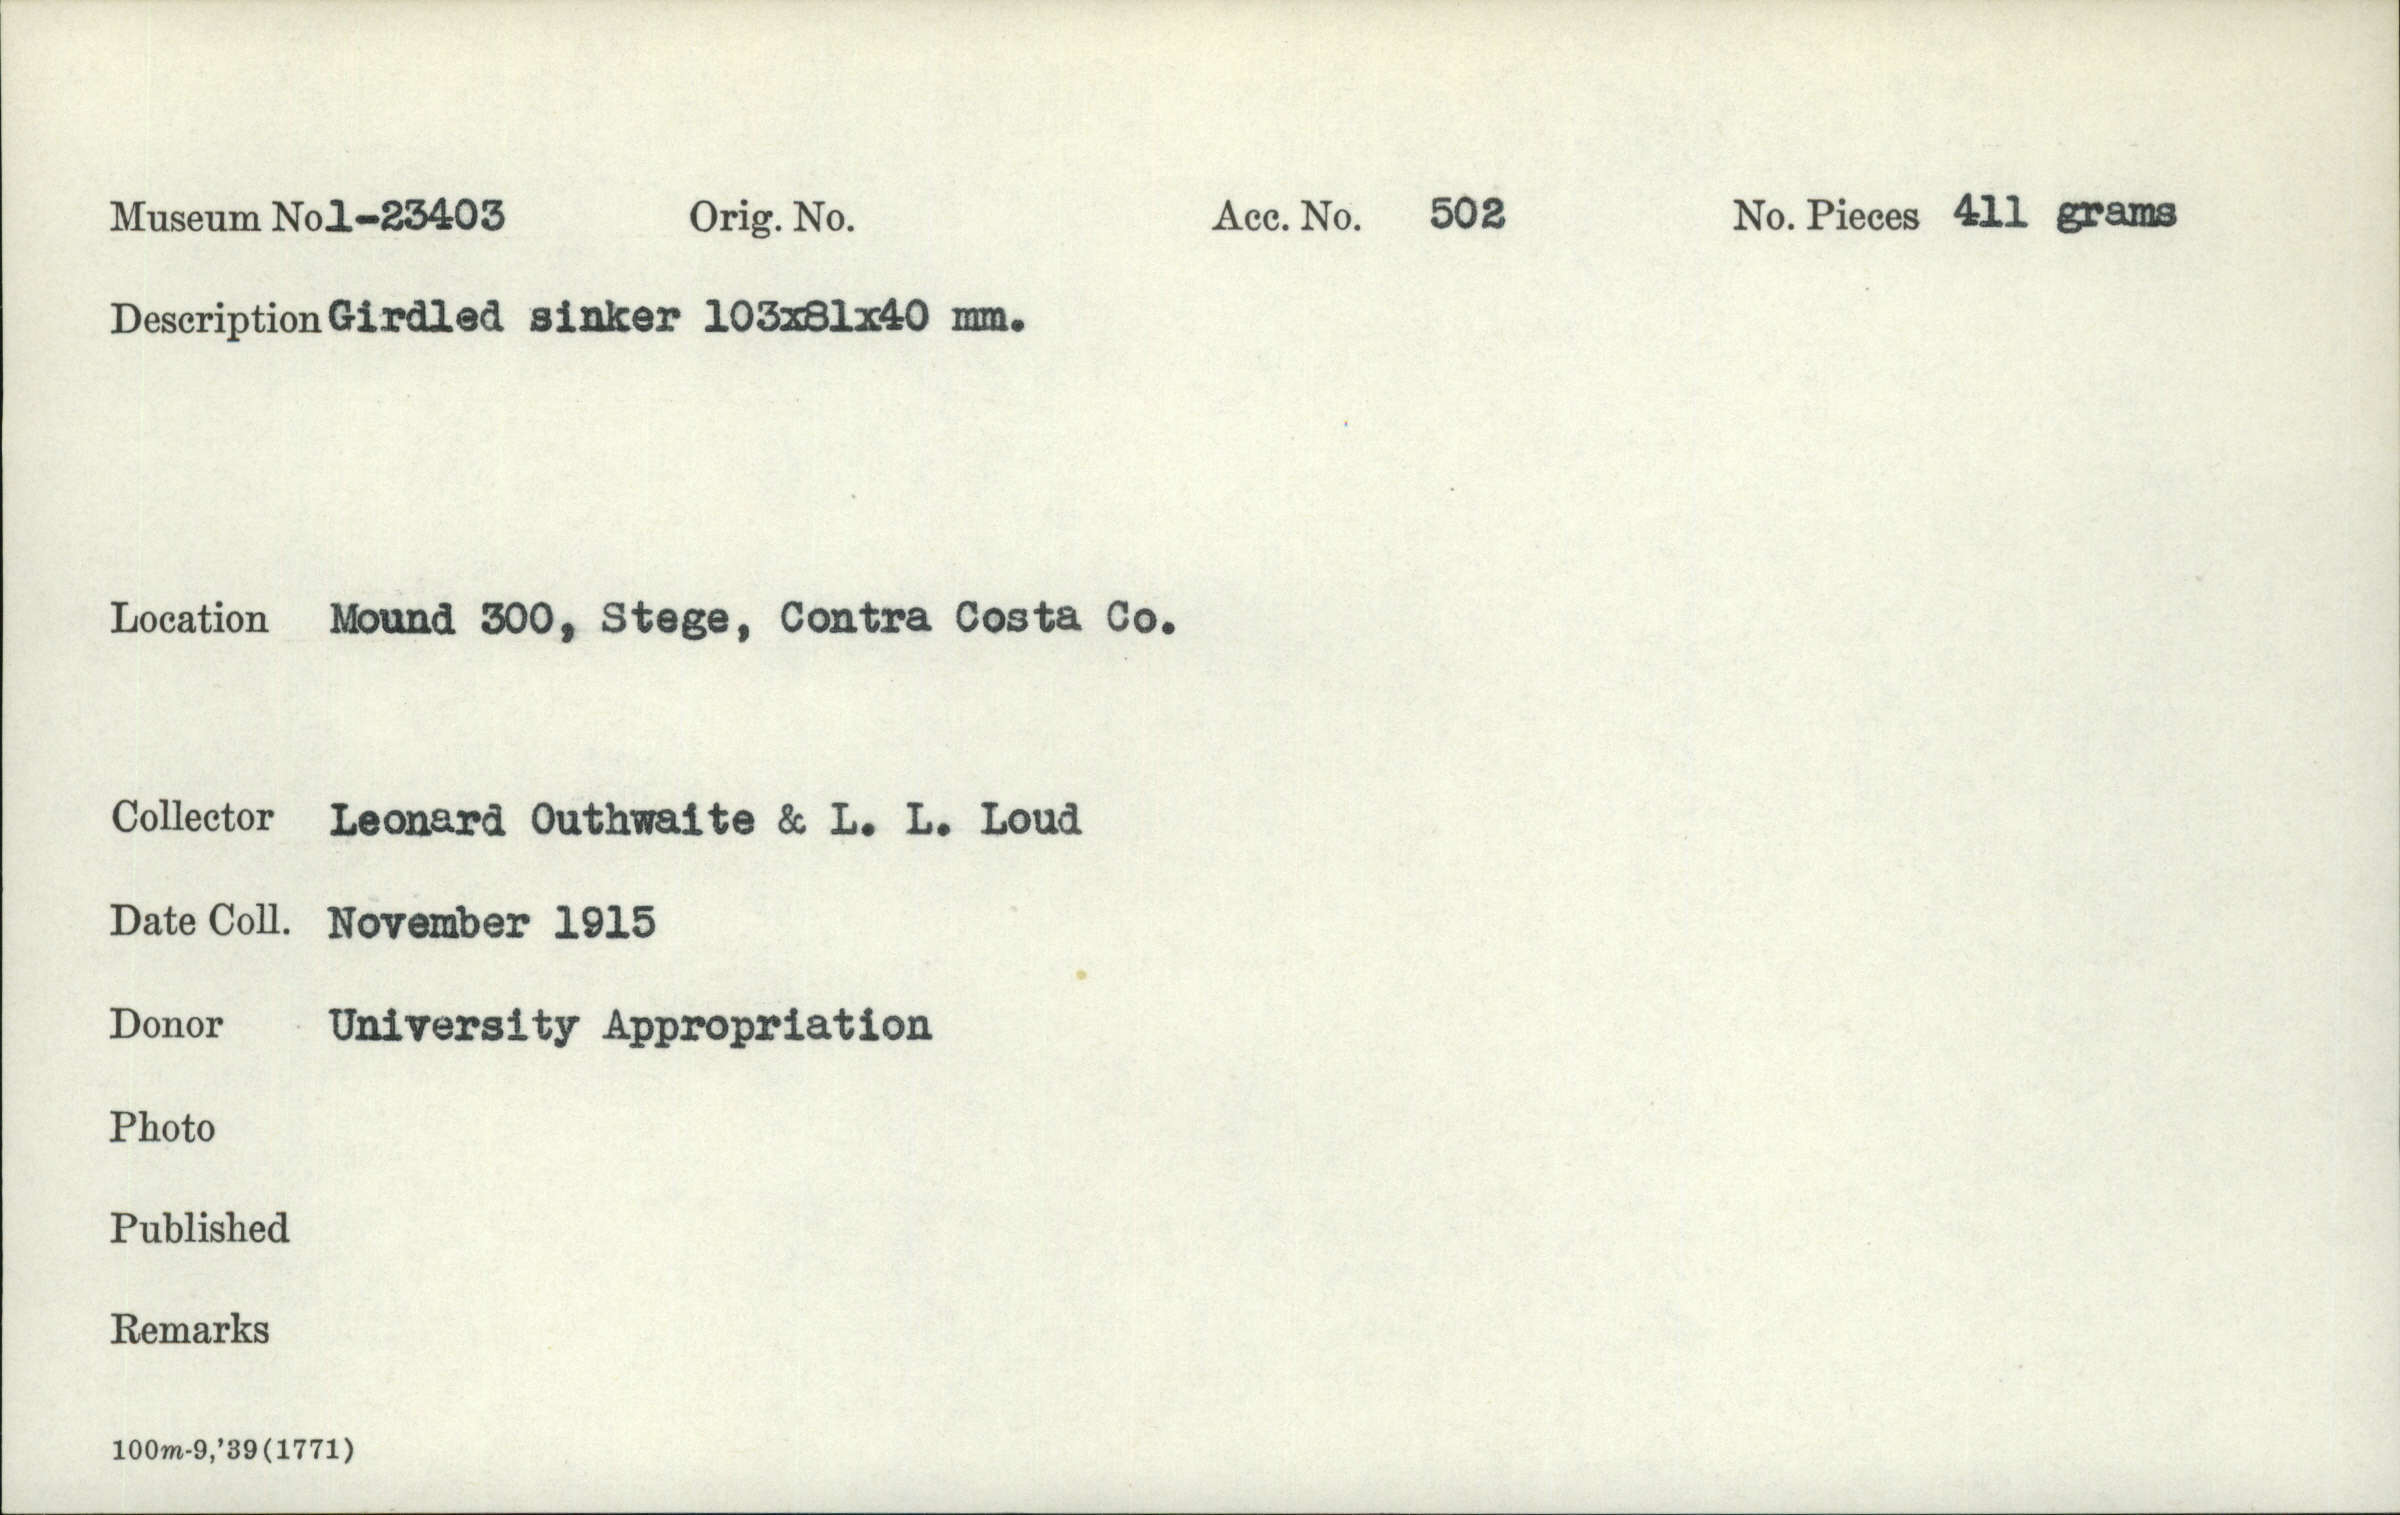 Museum No1-23403 Orig. No. Acc. No. 502 No. Pieces 411 grams
Description Girdled sinker 103x81x40 mm.
Location Mound 300, Stege, Contra Costa Co.
Collector Leonard Outhwaite & L. L. Loud
Date Coll. November 1915
Donor University Appropriation
Photo
Published
Remarks
100m-9,'39(1771)